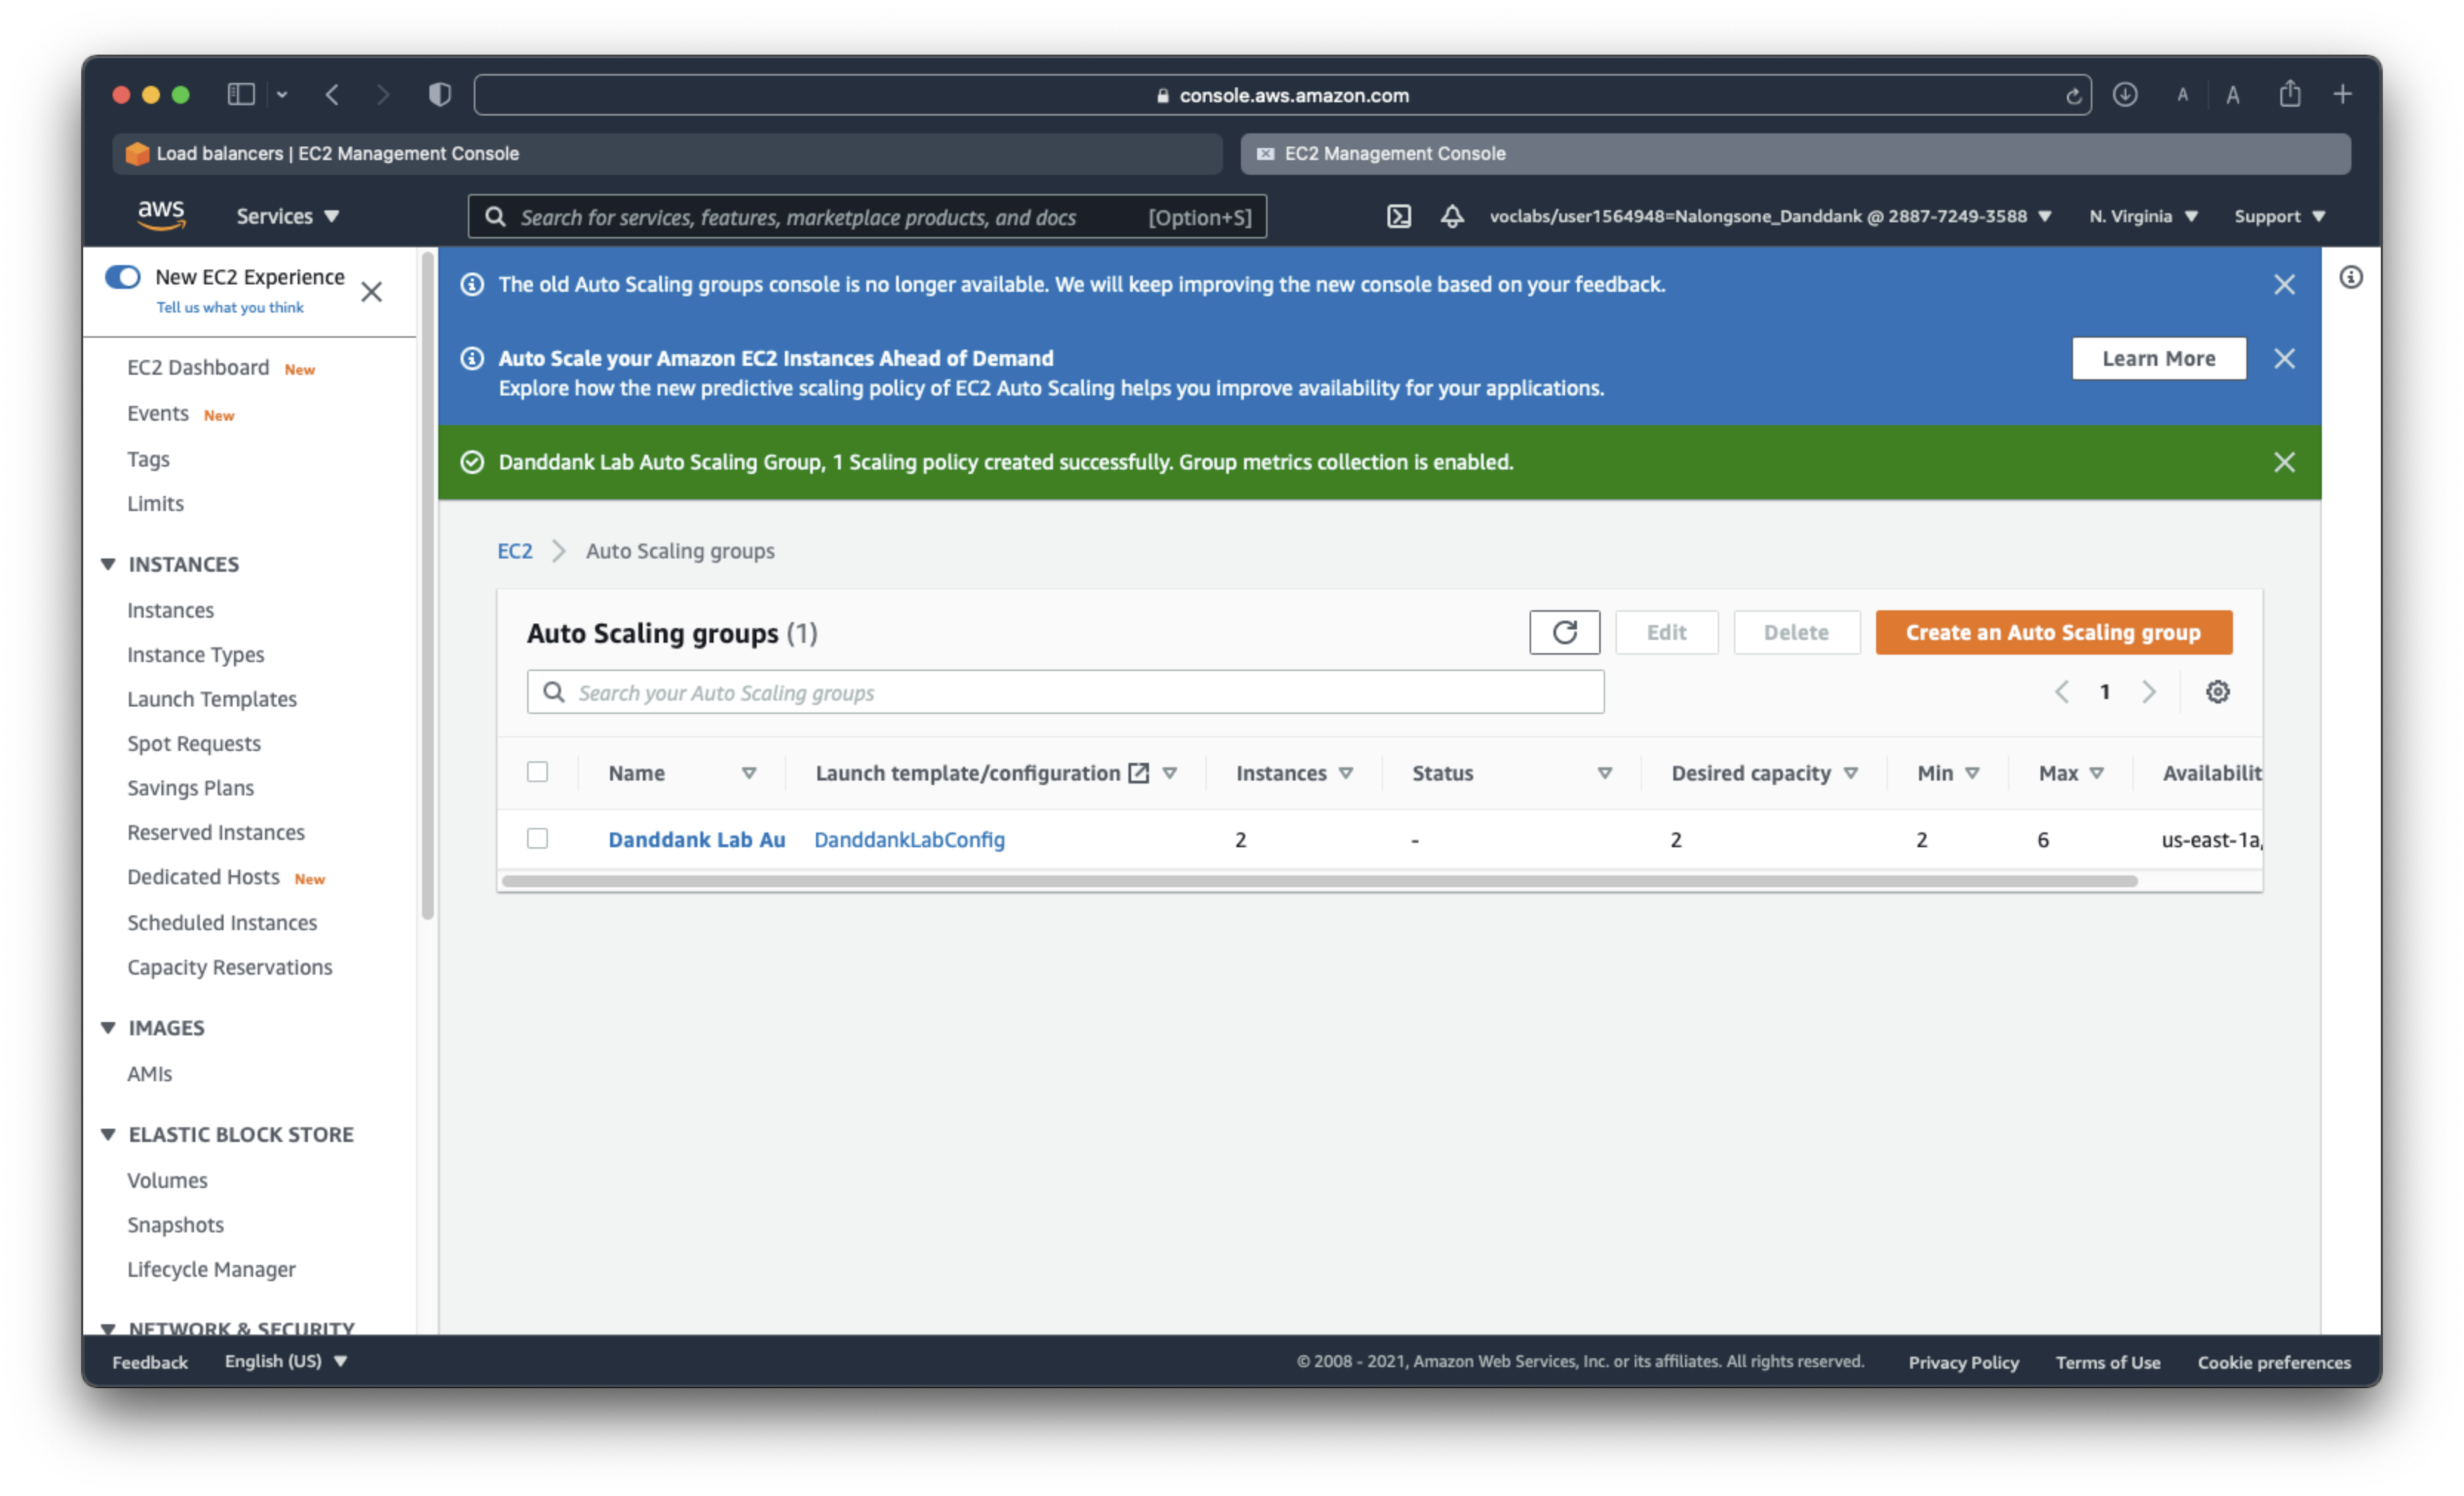 console.aws.amazon.com
A A
Load balancers | EC2 Management Console
EC2 Management Console
aws
Services
Search for services, features, marketplace products, and docs [Option+S]
voclabs/user1564948=Nalongsone_Danddank @ 2887-7249-3588
N. Virginia
Support
New EC2 Experience
Tell us what you think
EC2 Dashboard New
Events New
Tags
Limits
INSTANCES
Instances
Instance Types
Launch Templates
Spot Requests
Savings Plans
Reserved Instances
Dedicated Hosts New
Scheduled Instances
Capacity Reservations
IMAGES
AMIs
ELASTIC BLOCK STORE
Volumes
Snapshots
Lifecycle Manager
NETWORK & SECURITY
The old Auto Scaling groups console is no longer available. We will keep improving the new console based on your feedback.
Auto Scale your Amazon EC2 Instances Ahead of Demand
Explore how the new predictive scaling policy of EC2 Auto Scaling helps you improve availability for your applications.
Learn More
Danddank Lab Auto Scaling Group, 1 Scaling policy created successfully. Group metrics collection is enabled.
EC2 Auto Scaling groups
Auto Scaling groups (1)
Edit
Delete
Create an Auto Scaling group
Search your Auto Scaling groups
1
Name Launch template/configuration Instances Status Desired capacity Min Max Availabilit
Danddank Lab Au DanddankLabConfig 2 - 2 2 6 us-east-1a,
Feedback
English (US)
© 2008 - 2021, Amazon Web Services, Inc. or its affiliates. All rights reserved.
Privacy Policy
Terms of Use
Cookie preferences